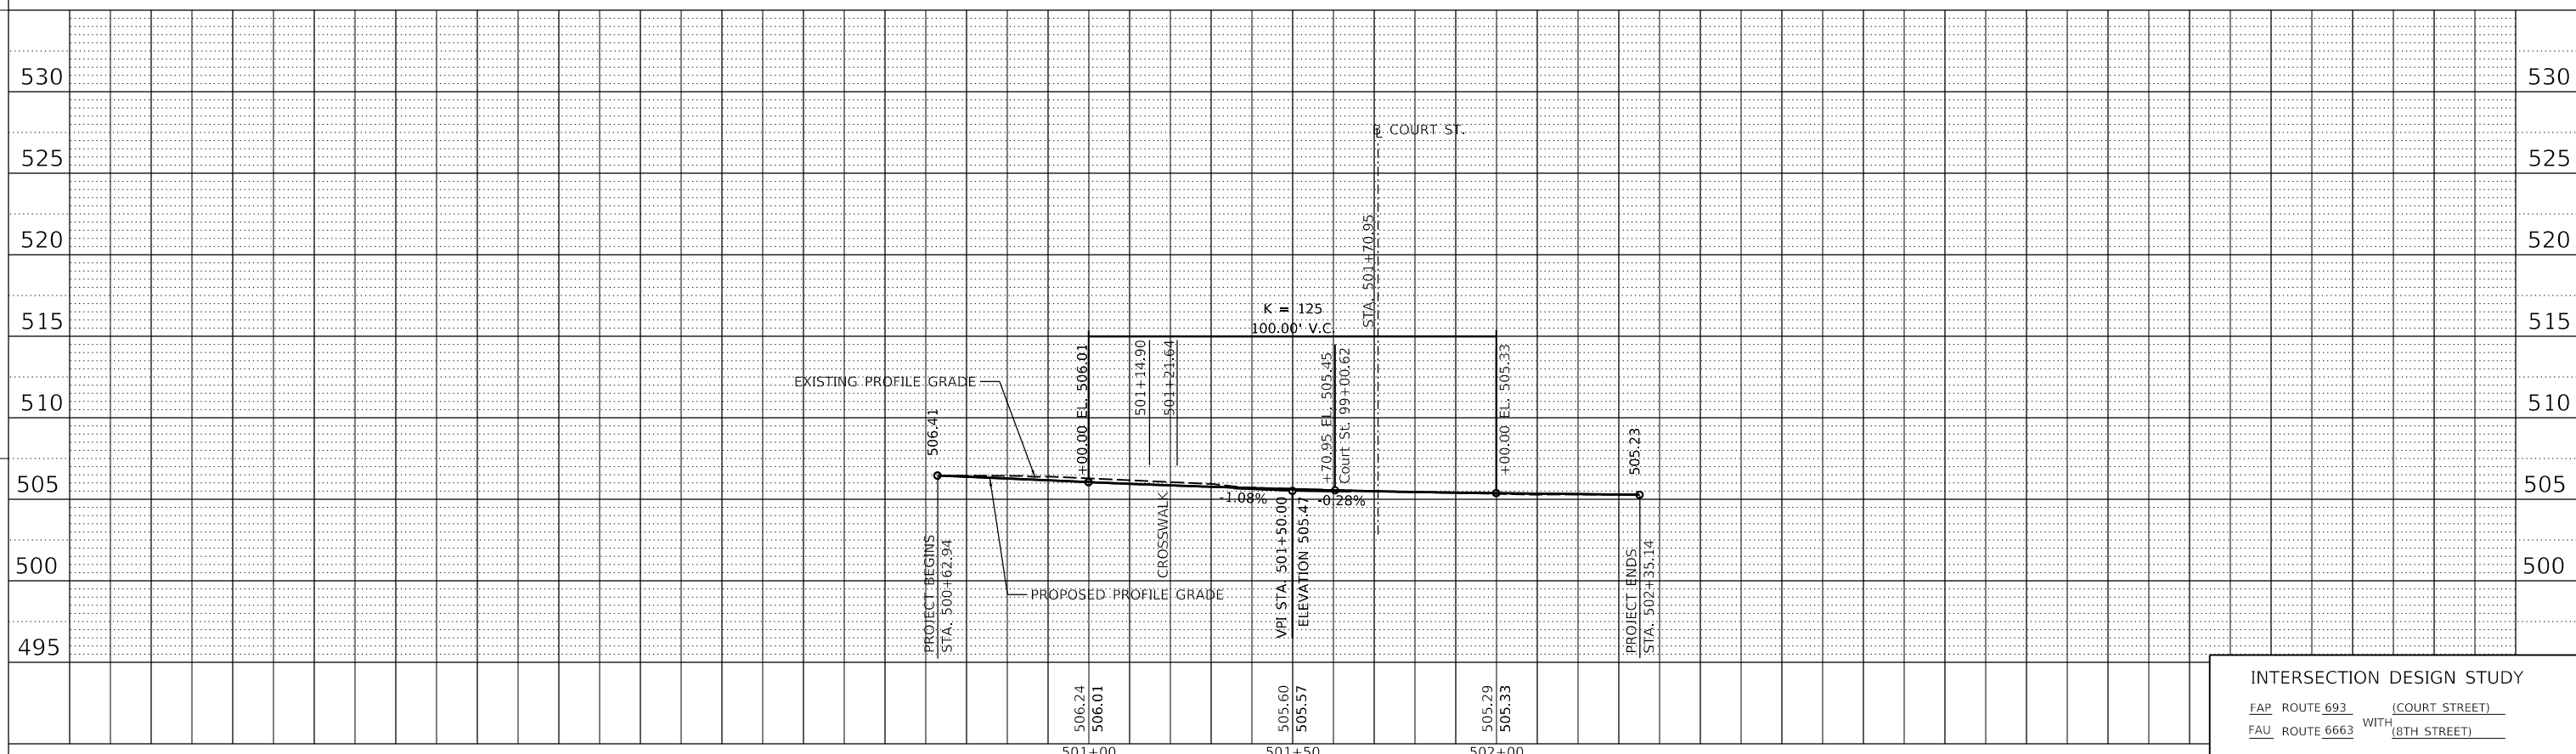 530
530
525
525
520
520
515
515
510
510
505
505
500
500
495
COURT ST.
STA. 501+70.95
K = 125
100.00' V.C.
EXISTING PROFILE GRADE
506.41
+00.00 EL. 506.01
501+14.90
501+21.64
+70.95 EL. 505.45
Court St. 99+00.62
+00.00 EL. 505.33
505.23
-1.08%
-0.28%
PROJECT BEGINS
STA. 500+62.94
PROPOSED PROFILE GRADE
CROSSWALK
VPI STA. 501+50.00
ELEVATION 505.47
PROJECT ENDS
STA. 502+35.14
506.24
506.01
505.60
505.57
505.29
505.33
501+00
501+50
502+00
INTERSECTION DESIGN STUDY
FAP ROUTE 693 (COURT STREET)
WITH
FAU ROUTE 6663 (8TH STREET)